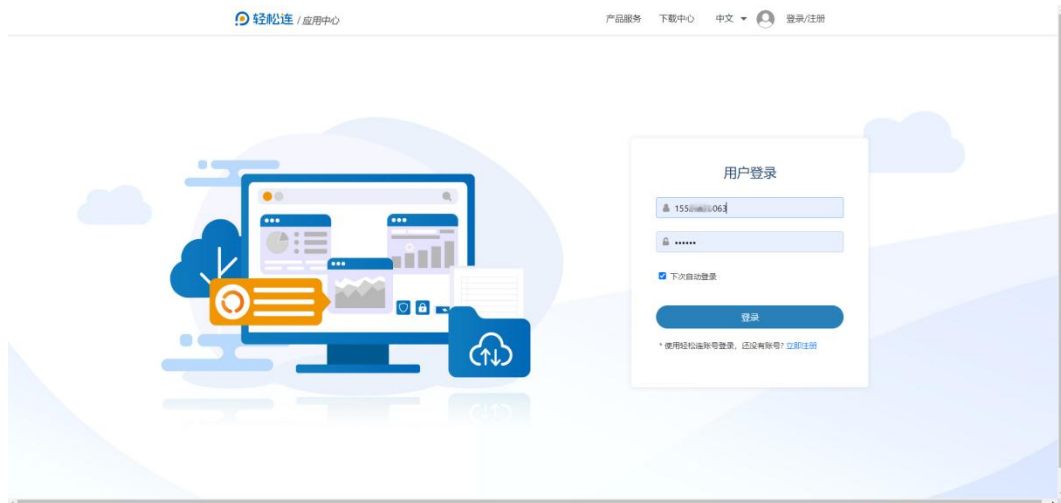 轻松连 / 应用中心
产品服务 下载中心 中文 登录/注册
用户登录
155 063
••••••
下次自动登录
登录
* 使用轻松连账号登录，还没有账号? 立即注册